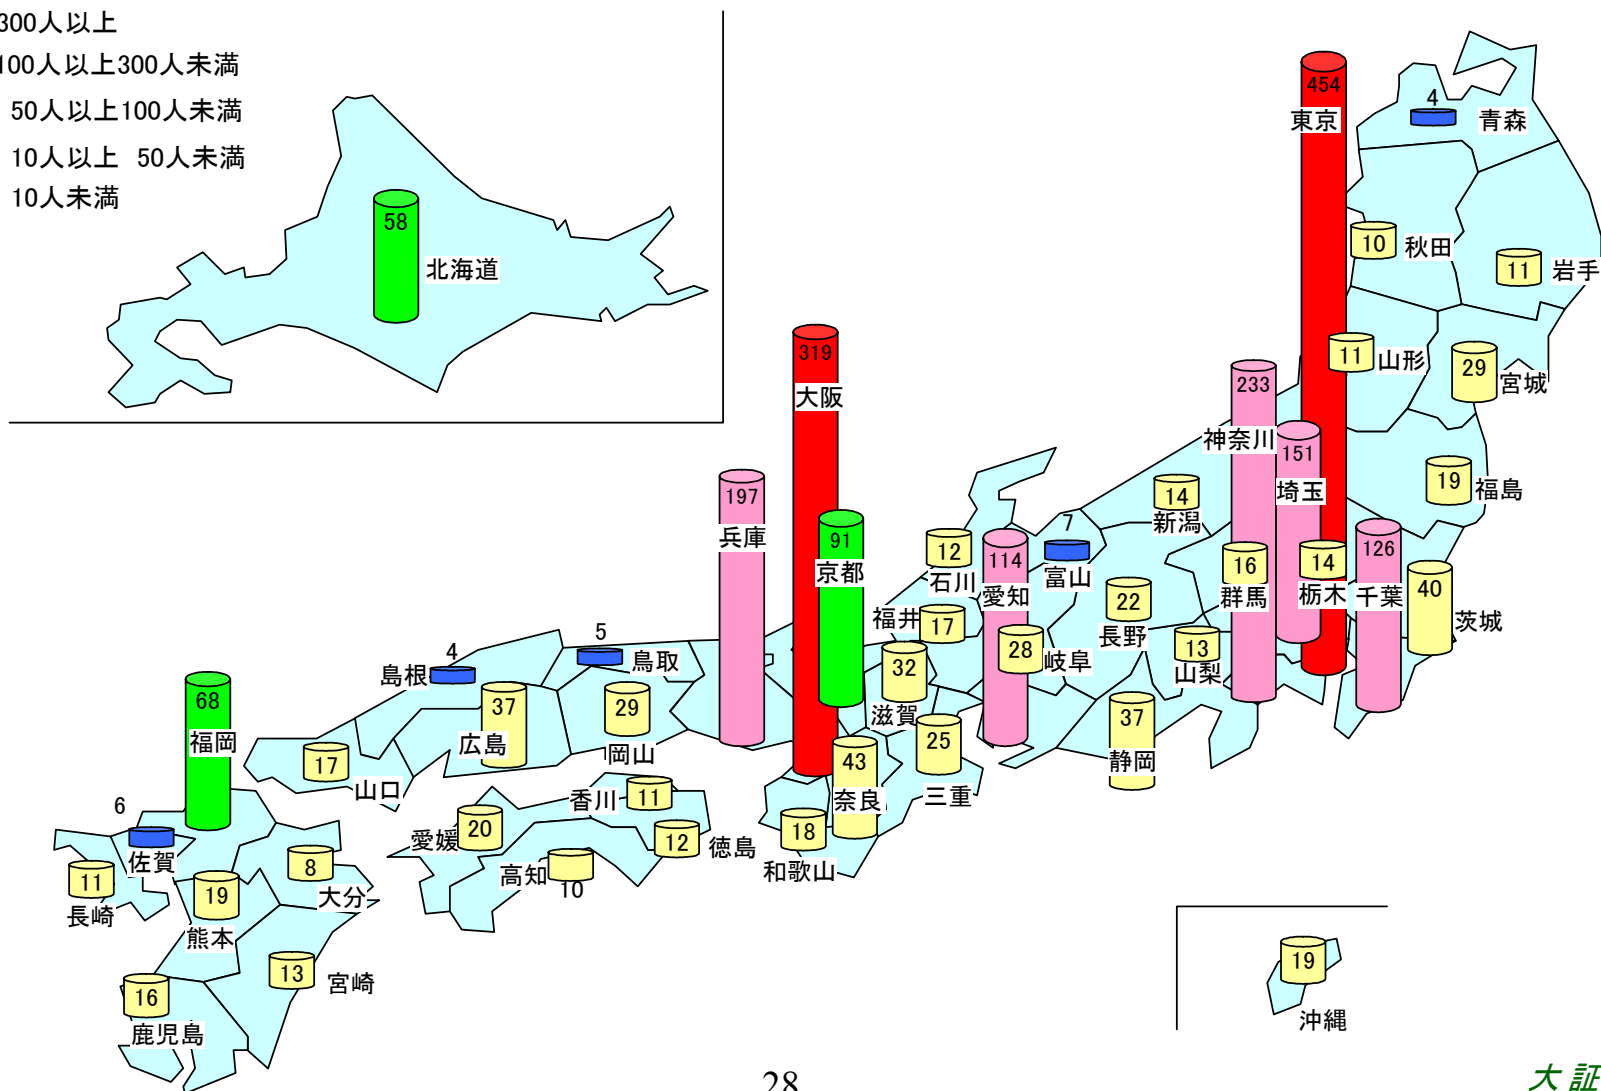 300人以上
100人以上300人未満
50人以上100人未満
10人以上 50人未満
10人未満
58
北海道
454
東京
4
青森
10
秋田
11
岩手
11
山形
29
宮城
319
大阪
233
神奈川
151
埼玉
19
福島
197
兵庫
91
京都
12
石川
114
愛知
7
富山
14
新潟
16
群馬
14
栃木
126
千葉
40
茨城
福井
17
28
岐阜
22
長野
13
山梨
4
島根
5
鳥取
32
滋賀
68
福岡
37
広島
29
岡山
25
三重
37
静岡
17
山口
43
奈良
香川
11
愛媛
20
12
徳島
18
和歌山
高知
10
6
佐賀
11
長崎
8
大分
19
熊本
13
宮崎
16
鹿児島
19
沖縄
28
大証